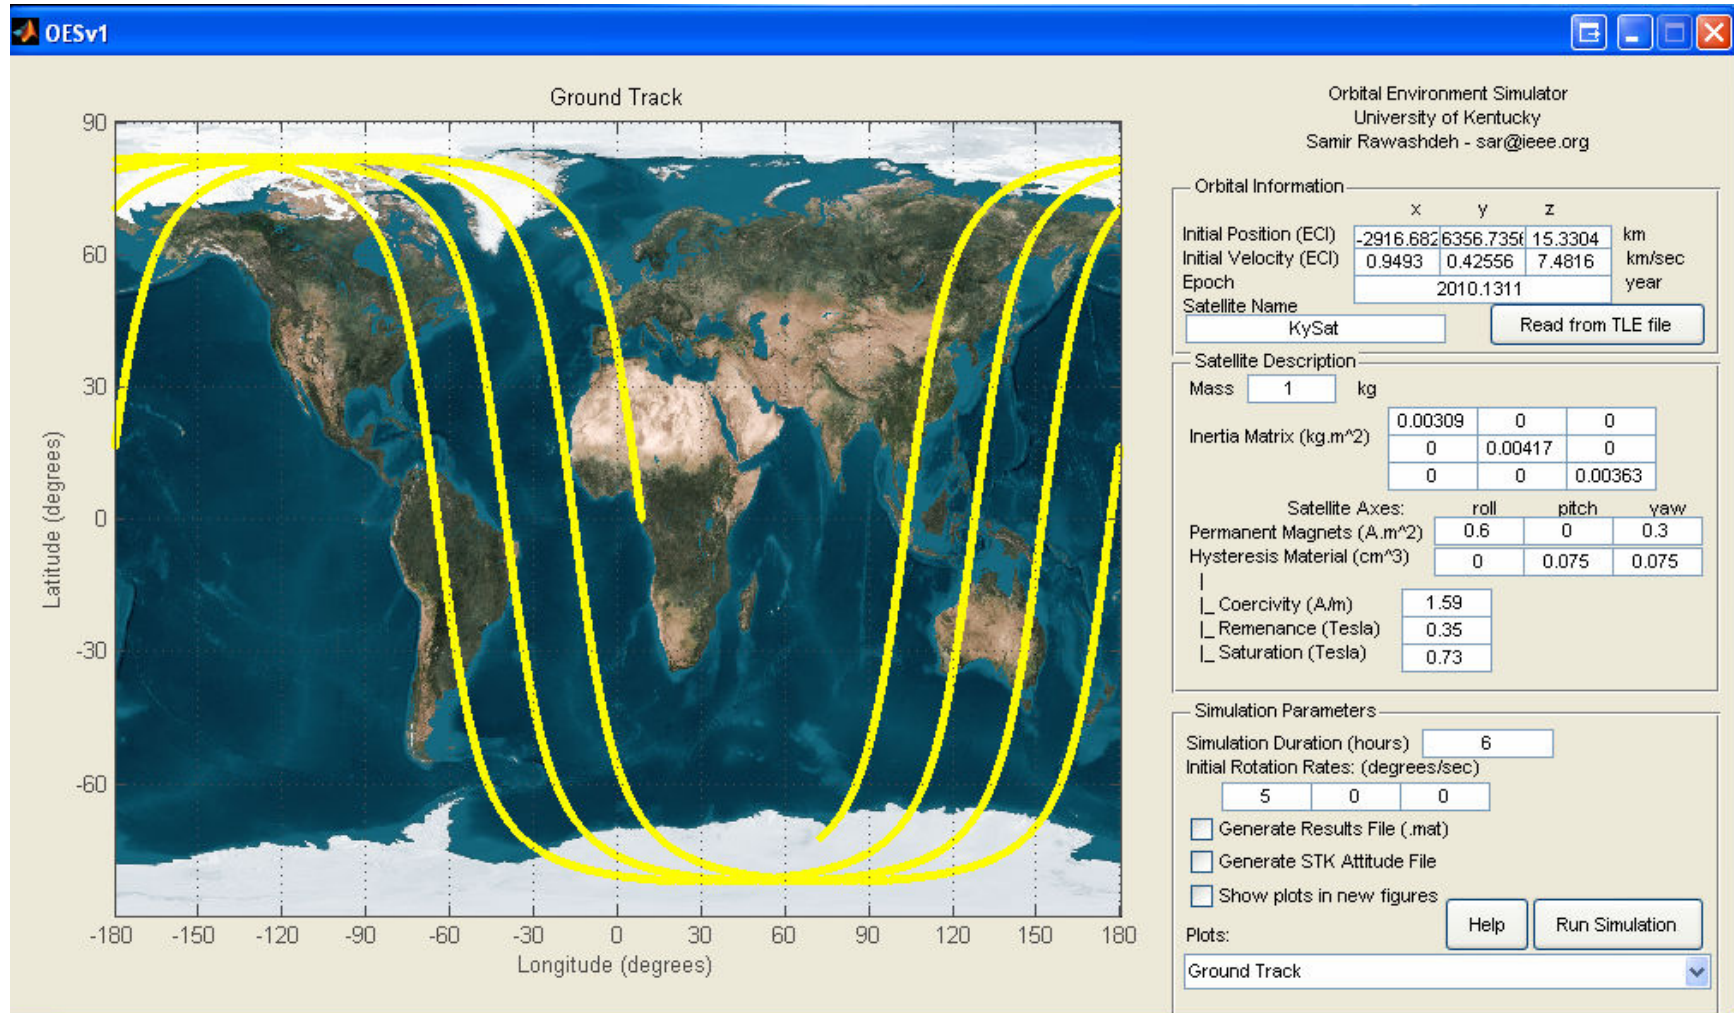 OESv1
Ground Track
90
60
30
0
-30
-60
-180 -150 -120 -90 -60 -30 0 30 60 90 120 150 180
Latitude (degrees)
Longitude (degrees)
Orbital Environment Simulator
University of Kentucky
Samir Rawashdeh - sar@ieee.org
Orbital Information
x y z
Initial Position (ECI) -2916.682 6356.735 15.3304 km
Initial Velocity (ECI) 0.9493 0.42556 7.4816 km/sec
Epoch 2010.1311 year
Satellite Name
KySat Read from TLE file
Satellite Description
Mass 1 kg
Inertia Matrix (kg.m^2)
0.00309 0 0
0 0.00417 0
0 0 0.00363
Satellite Axes: roll pitch yaw
Permanent Magnets (A.m^2) 0.6 0 0.3
Hysteresis Material (cm^3) 0 0.075 0.075
|
|_ Coercivity (A/m) 1.59
|_ Remenance (Tesla) 0.35
|_ Saturation (Tesla) 0.73
Simulation Parameters
Simulation Duration (hours) 6
Initial Rotation Rates: (degrees/sec)
5 0 0
Generate Results File (.mat)
Generate STK Attitude File
Show plots in new figures
Help Run Simulation
Plots:
Ground Track